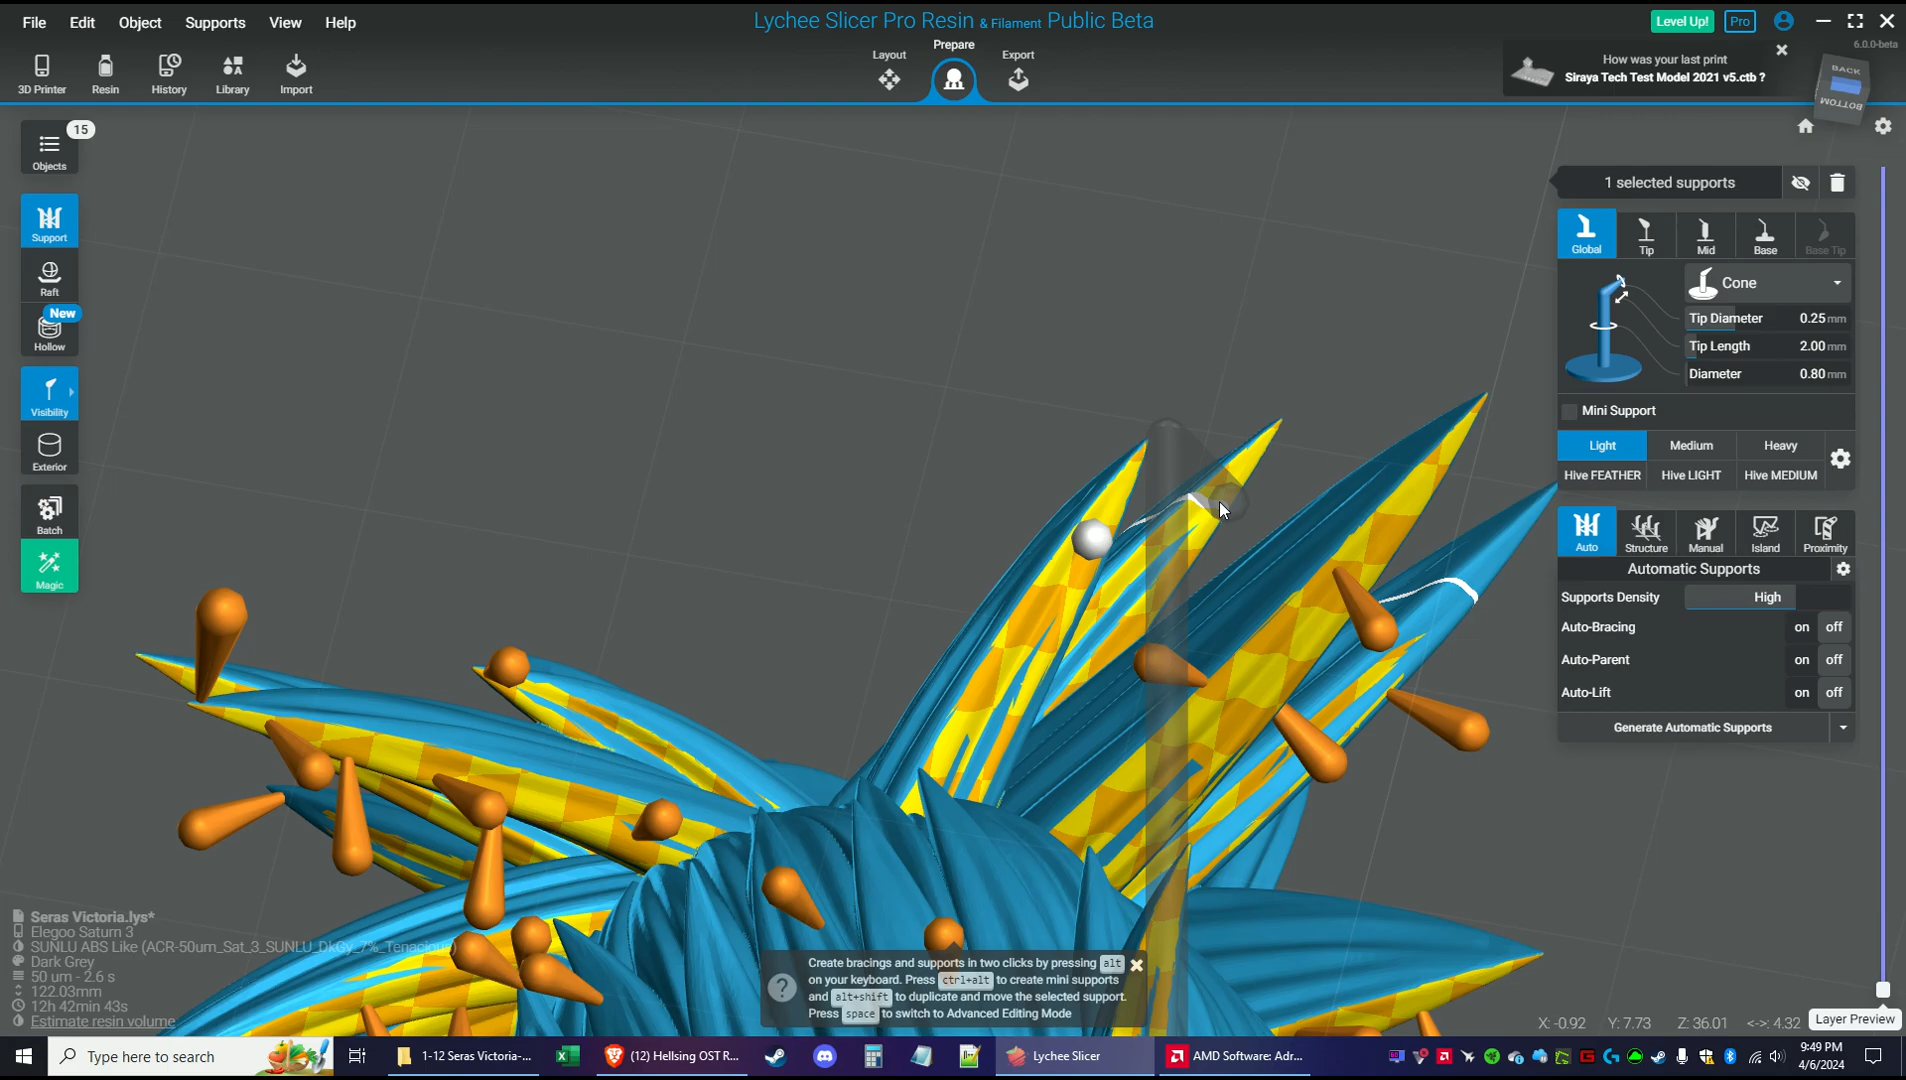 File Edit Object Supports View Help
Lychee Slicer Pro Resin & Filament Public Beta
Level Up! Pro
6.0.0-beta
3D Printer Resin History Library Import
Layout Prepare Export
How was your last print
Siraya Tech Test Model 2021 v5.ctb ?
BACK
BOTTOM
15
Objects
Support
Raft
New
Hollow
Visibility
Exterior
Batch
Magic
1 selected supports
Global Tip Mid Base Base Tip
Cone
Tip Diameter 0.25 mm
Tip Length 2.00 mm
Diameter 0.80 mm
Mini Support
Light Medium Heavy
Hive FEATHER Hive LIGHT Hive MEDIUM
Auto Structure Manual Island Proximity
Automatic Supports
Supports Density High
Auto-Bracing on off
Auto-Parent on off
Auto-Lift on off
Generate Automatic Supports
Seras Victoria.lys*
Elegoo Saturn 3
SUNLU ABS Like (ACR-50um_Sat_3_SUNLU_DkGy_7%_Tenacious)
Dark Grey
50 um - 2.6 s
122.03mm
12h 42min 43s
Estimate resin volume
Create bracings and supports in two clicks by pressing alt
on your keyboard. Press ctrl+alt to create mini supports
and alt+shift to duplicate and move the selected support.
Press space to switch to Advanced Editing Mode
X: -0.92 Y: 7.73 Z: 36.01 <->: 4.32
Layer Preview
Type here to search
1-12 Seras Victoria-...
(12) Hellsing OST R...
Lychee Slicer
AMD Software: Adr...
9:49 PM
4/6/2024